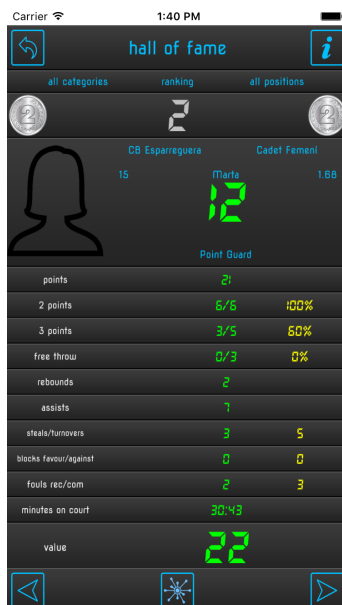 Carrier 1:40 PM
hall of fame i
all categories ranking all positions
2 2 2
CB Esparreguera Cadet Femení
15 Marta 1.68
12
Point Guard
points 21
2 points 6/6 100%
3 points 3/5 60%
free throw 0/3 0%
rebounds 2
assists 7
steals/turnovers 3 5
blocks favour/against 0 0
fouls rec/com 2 3
minutes on court 30:43
value 22